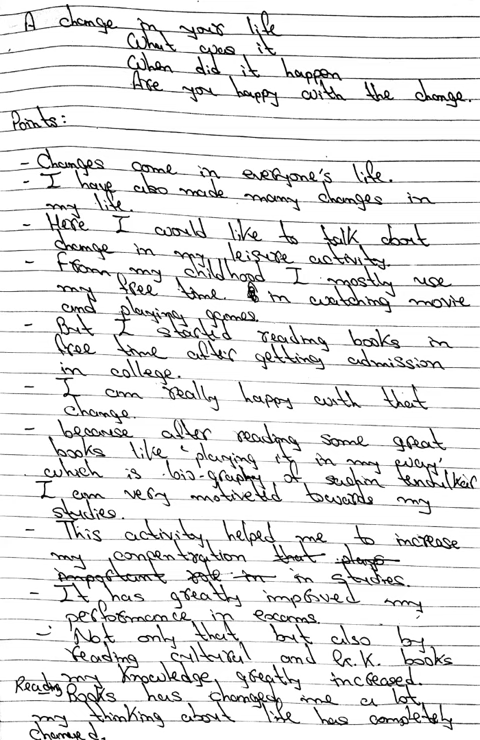 A change in your life
What was it
When did it happen
Are you happy with the change.
Points:
- Changes come in everyone's life.
- I have also made many changes in
my life
- Here I would like to talk about
change in my leisure activity.
- From my childhood I mostly use
my free time in watching movie
and playing games.
- But I started reading books in
free time after getting admission
in college.
- I am really happy with that
change.
- because after reading some great
books like 'playing it in my way'
which is bio-graphy of sachin tendulkar
I am very motivated towards my
studies.
- This activity helped me to increase
my conpentration that plays
important role in in studies.
- It has greatly improved my
performance in exams.
- Not only that, but also by
reading cultural and G.K. books
my knowledge greatly increased.
Reading Books has changed me a lot
my thinking about life has completely
changed.